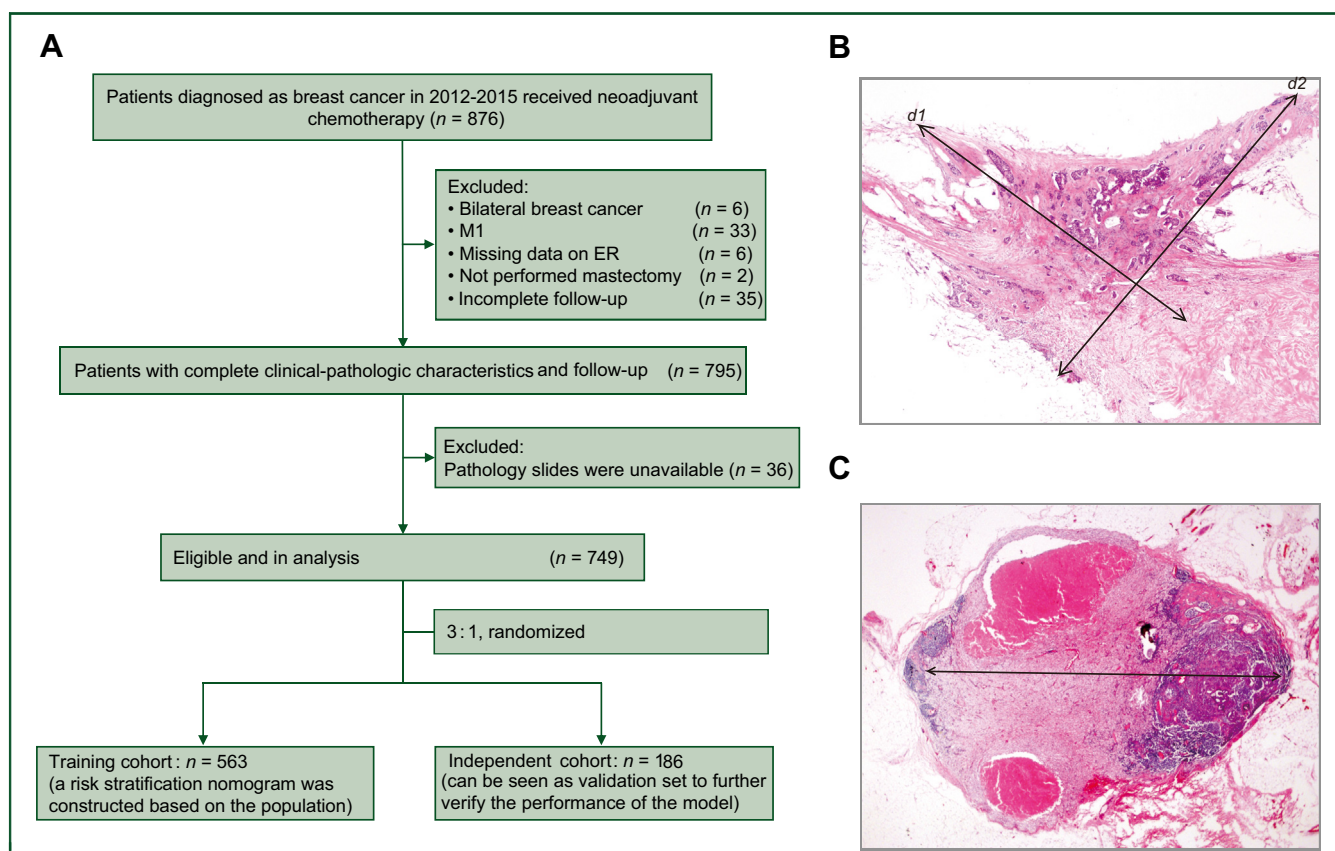 A
Patients diagnosed as breast cancer in 2012-2015 received neoadjuvant
chemotherapy (n = 876)
Excluded:
• Bilateral breast cancer (n = 6)
• M1 (n = 33)
• Missing data on ER (n = 6)
• Not performed mastectomy (n = 2)
• Incomplete follow-up (n = 35)
Patients with complete clinical-pathologic characteristics and follow-up (n = 795)
Excluded:
Pathology slides were unavailable (n = 36)
Eligible and in analysis (n = 749)
3 : 1, randomized
Training cohort : n = 563
(a risk stratification nomogram was
constructed based on the population)
Independent cohort : n = 186
(can be seen as validation set to further
verify the performance of the model)
B
d1
d2
C